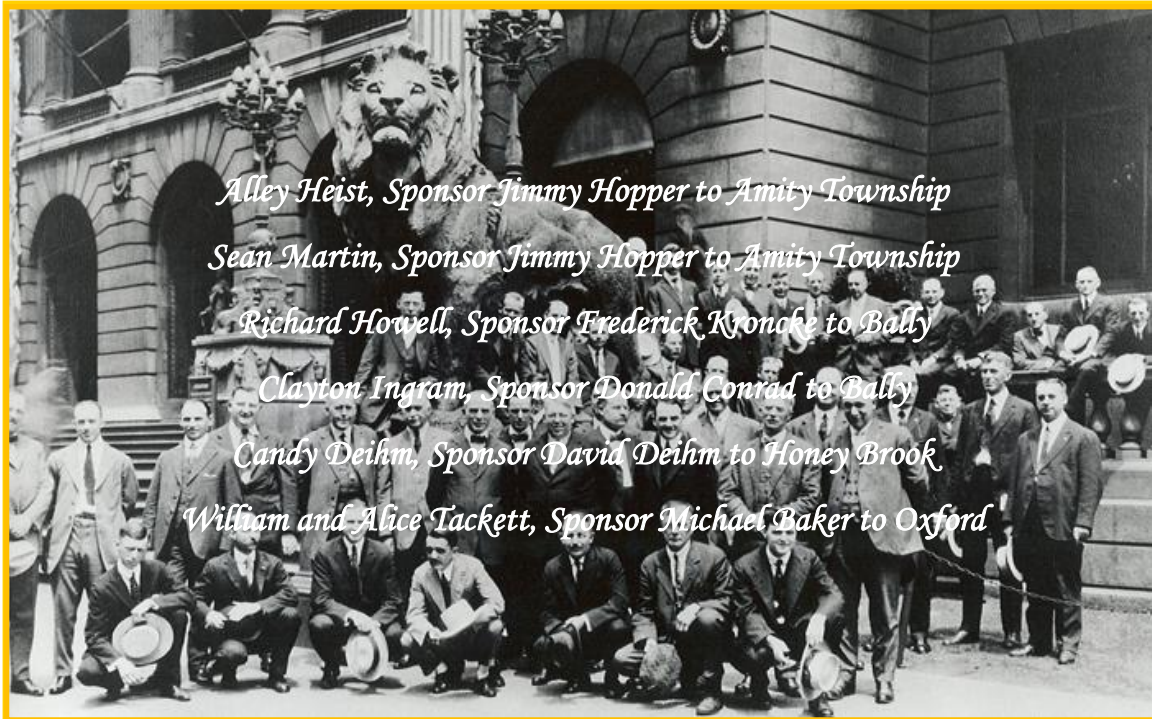 Alley Heist, Sponsor Jimmy Hopper to Amity Township
Sean Martin, Sponsor Jimmy Hopper to Amity Township
Richard Howell, Sponsor Frederick Kroncke to Bally
Clayton Ingram, Sponsor Donald Conrad to Bally
Candy Deihm, Sponsor David Deihm to Honey Brook
William and Alice Tackett, Sponsor Michael Baker to Oxford